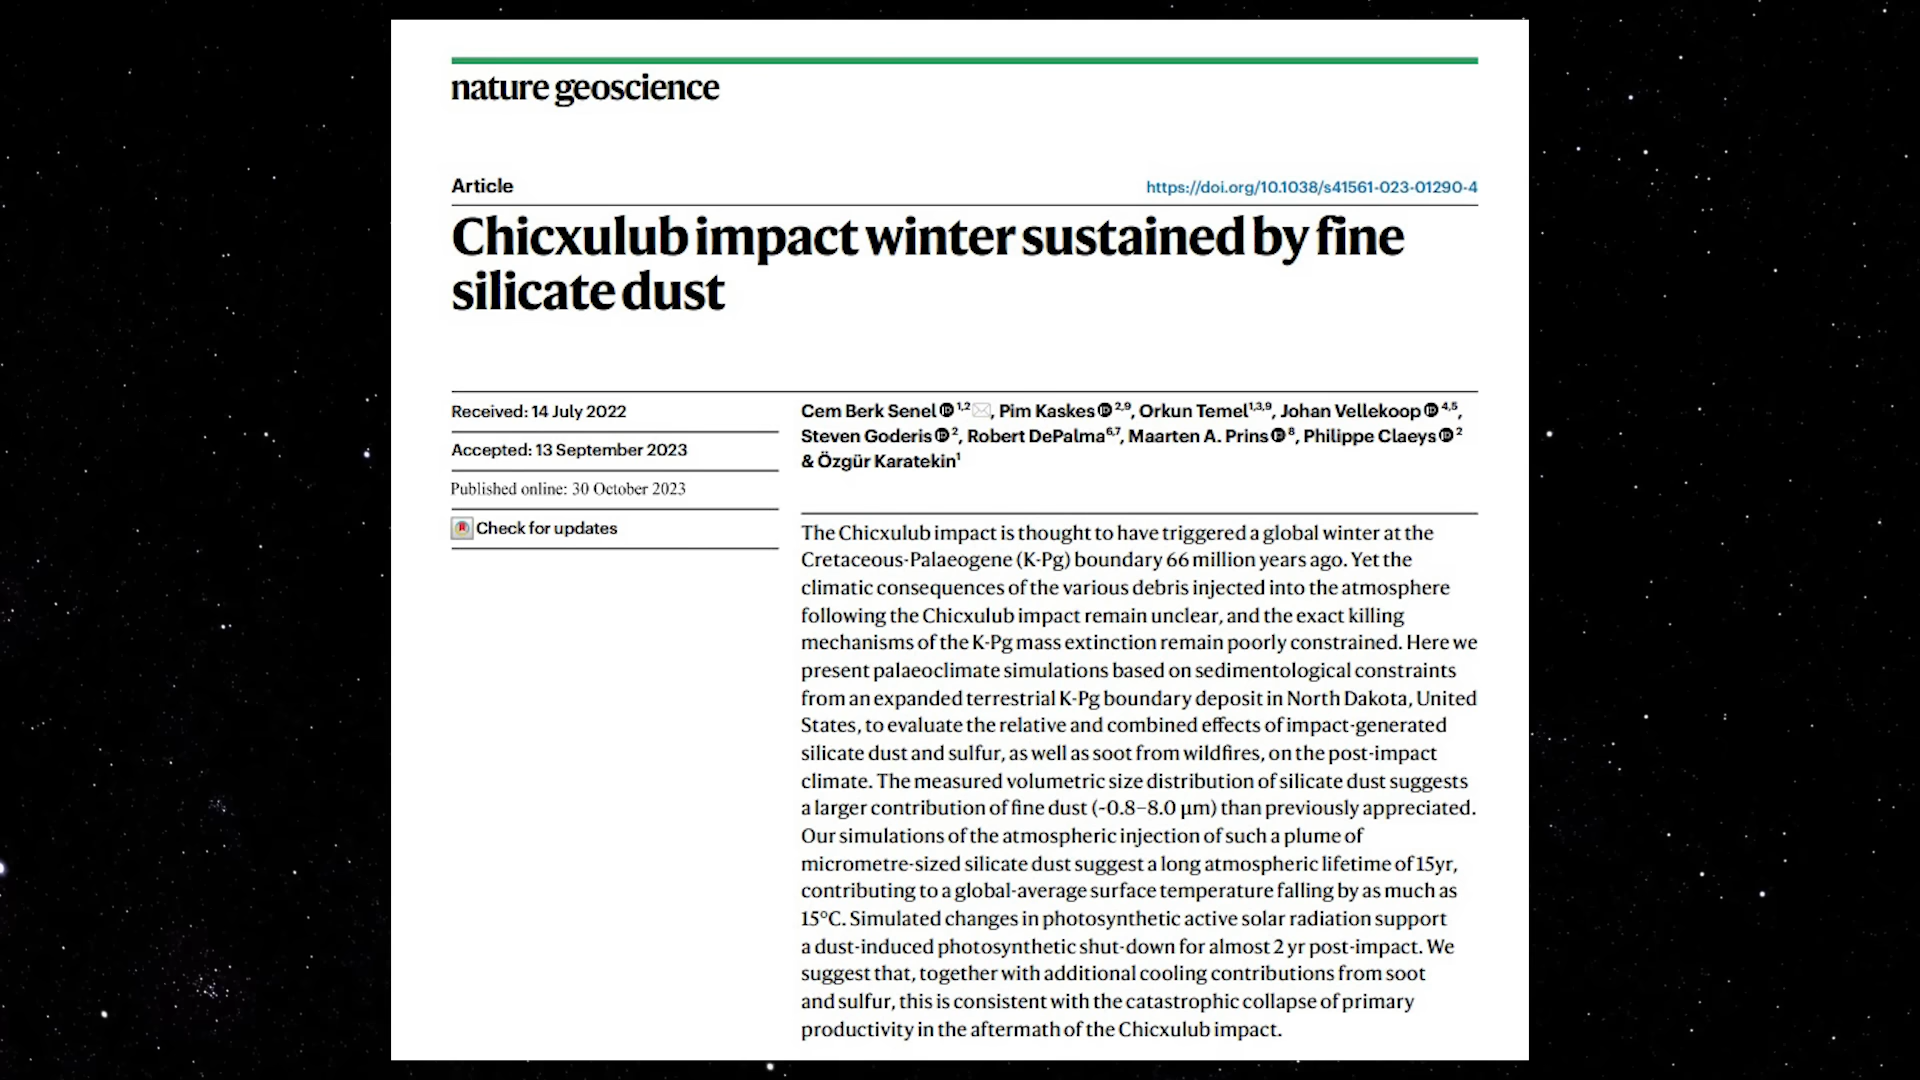 nature geoscience
Article
https://doi.org/10.1038/s41561-023-01290-4
Chicxulub impact winter sustained by fine
silicate dust
Received: 14 July 2022
Accepted: 13 September 2023
Published online: 30 October 2023
Check for updates
Cem Berk Senel 1,2, Pim Kaskes 2,9, Orkun Temel1,3,9, Johan Vellekoop 4,5,
Steven Goderis 2, Robert DePalma6,7, Maarten A. Prins 8, Philippe Claeys 2
& Özgür Karatekin1
The Chicxulub impact is thought to have triggered a global winter at the
Cretaceous-Palaeogene (K-Pg) boundary 66 million years ago. Yet the
climatic consequences of the various debris injected into the atmosphere
following the Chicxulub impact remain unclear, and the exact killing
mechanisms of the K-Pg mass extinction remain poorly constrained. Here we
present palaeoclimate simulations based on sedimentological constraints
from an expanded terrestrial K-Pg boundary deposit in North Dakota, United
States, to evaluate the relative and combined effects of impact-generated
silicate dust and sulfur, as well as soot from wildfires, on the post-impact
climate. The measured volumetric size distribution of silicate dust suggests
a larger contribution of fine dust (~0.8–8.0 μm) than previously appreciated.
Our simulations of the atmospheric injection of such a plume of
micrometre-sized silicate dust suggest a long atmospheric lifetime of 15 yr,
contributing to a global-average surface temperature falling by as much as
15°C. Simulated changes in photosynthetic active solar radiation support
a dust-induced photosynthetic shut-down for almost 2 yr post-impact. We
suggest that, together with additional cooling contributions from soot
and sulfur, this is consistent with the catastrophic collapse of primary
productivity in the aftermath of the Chicxulub impact.